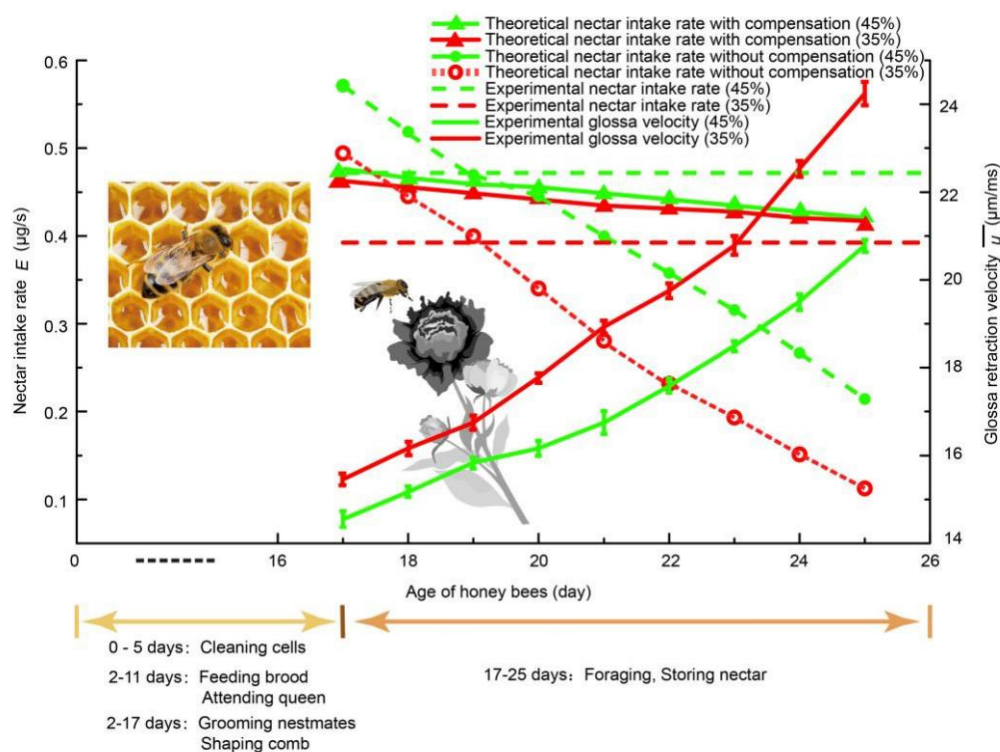 Theoretical nectar intake rate with compensation (45%)
Theoretical nectar intake rate with compensation (35%)
Theoretical nectar intake rate without compensation (45%)
Theoretical nectar intake rate without compensation (35%)
Experimental nectar intake rate (45%)
Experimental nectar intake rate (35%)
Experimental glossa velocity (45%)
Experimental glossa velocity (35%)
Nectar intake rate E (μg/s)
0.6
0.5
0.4
0.3
0.2
0.1
24
22
20
18
16
14
Glossa retraction velocity u̅ (μm/ms)
0 16 18 20 22 24 26
Age of honey bees (day)
0 - 5 days: Cleaning cells
2-11 days: Feeding brood
Attending queen
2-17 days: Grooming nestmates
Shaping comb
17-25 days: Foraging, Storing nectar